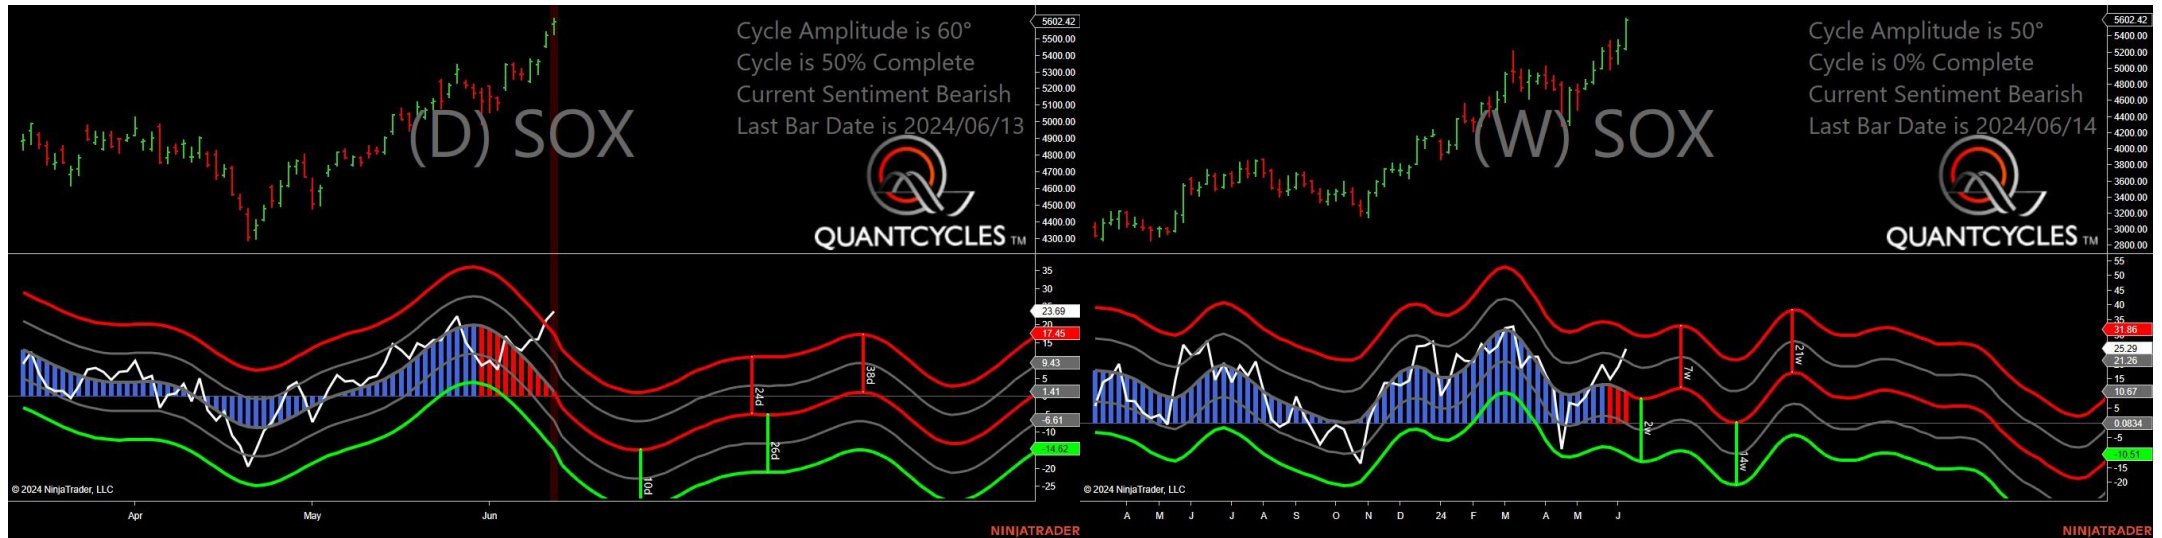 Cycle Amplitude is 60°
Cycle is 50% Complete
Current Sentiment Bearish
Last Bar Date is 2024/06/13
(D) SOX
QUANTCYCLES TM
5602.42
5500.00
5400.00
5300.00
5200.00
5100.00
5000.00
4900.00
4800.00
4700.00
4600.00
4500.00
4400.00
4300.00
35
30
23.69
20
17.45
15
9.43
5
1.41
-6.61
-10
-14.62
-20
-25
10d
24d
26d
38d
© 2024 NinjaTrader, LLC
Apr
May
Jun
NINJATRADER
Cycle Amplitude is 50°
Cycle is 0% Complete
Current Sentiment Bearish
Last Bar Date is 2024/06/14
(W) SOX
QUANTCYCLES TM
5602.42
5400.00
5200.00
5000.00
4800.00
4600.00
4400.00
4200.00
4000.00
3800.00
3600.00
3400.00
3200.00
3000.00
2800.00
55
50
45
40
31.86
25.29
21.26
15
10.67
5
0.0834
-5
-10.51
-15
-20
2w
7w
14w
21w
© 2024 NinjaTrader, LLC
A M J J A S O N D 24 F M A M J
NINJATRADER